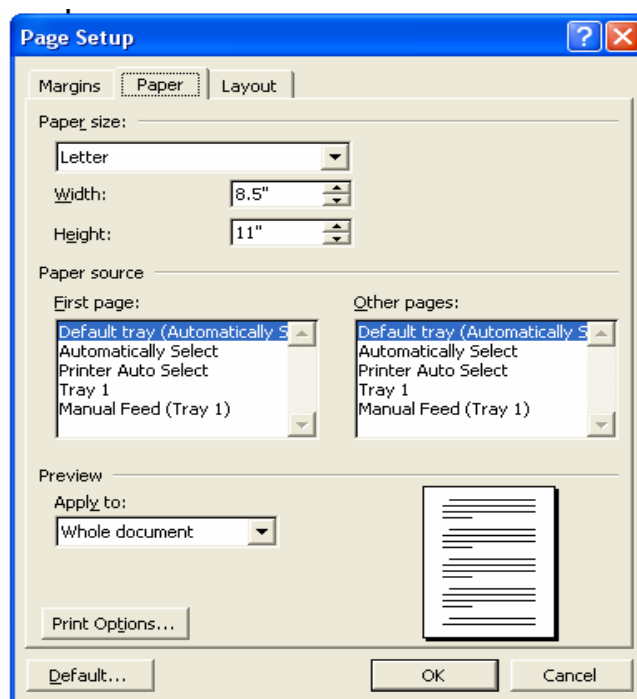 Page Setup
Margins Paper Layout
Paper size:
Letter
Width: 8.5"
Height: 11"
Paper source
First page: Other pages:
Default tray (Automatically S Default tray (Automatically S
Automatically Select Automatically Select
Printer Auto Select Printer Auto Select
Tray 1 Tray 1
Manual Feed (Tray 1) Manual Feed (Tray 1)
Preview
Apply to:
Whole document
Print Options...
Default... OK Cancel